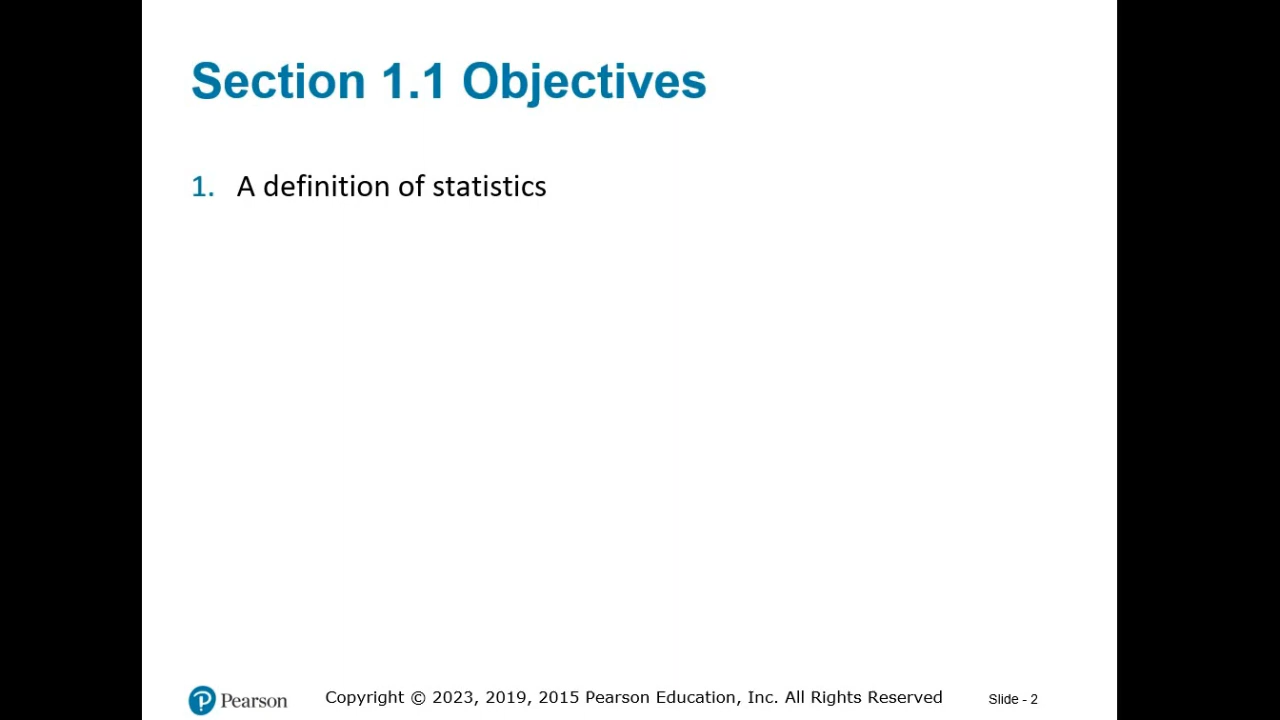 Section 1.1 Objectives
1. A definition of statistics
Pearson
Copyright © 2023, 2019, 2015 Pearson Education, Inc. All Rights Reserved
Slide - 2